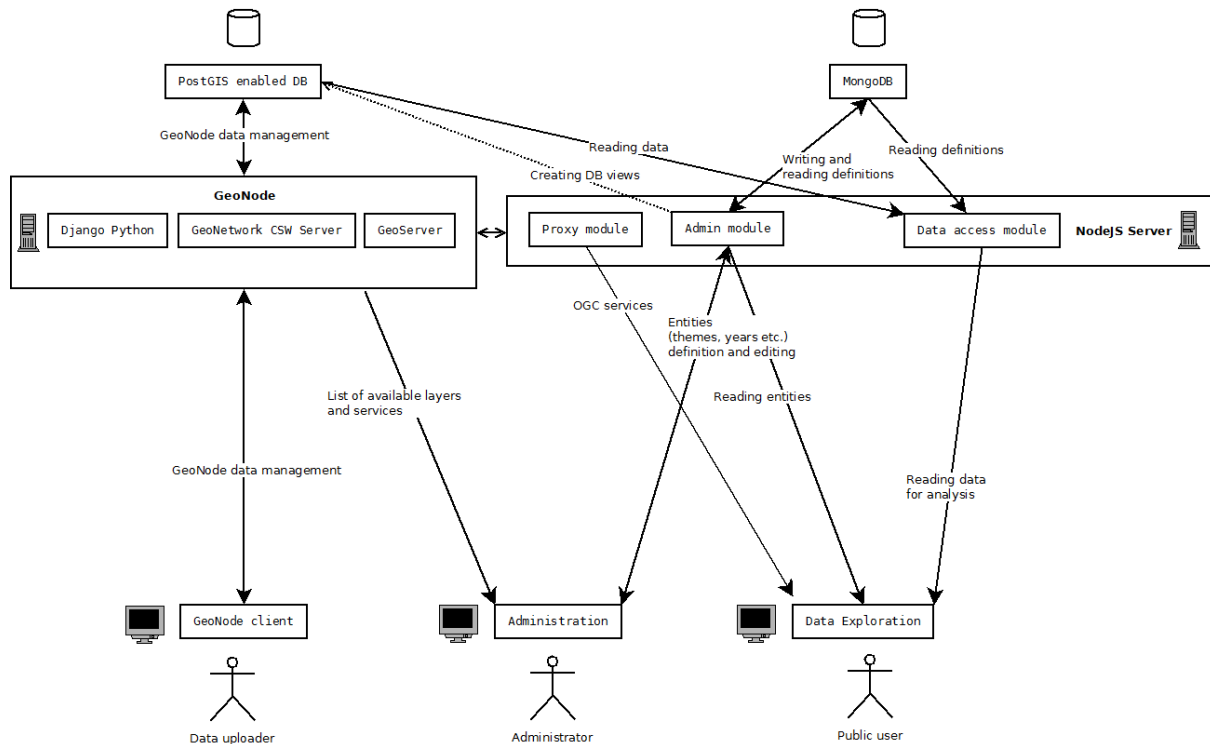 PostGIS enabled DB
MongoDB
GeoNode data management
Reading data
Writing and
reading definitions
Reading definitions
Creating DB views
GeoNode
Django Python
GeoNetwork CSW Server
GeoServer
Proxy module
Admin module
Data access module
NodeJS Server
OGC services
Entities
(themes, years etc.)
definition and editing
List of available layers
and services
Reading entities
GeoNode data management
Reading data
for analysis
GeoNode client
Administration
Data Exploration
Data uploader
Administrator
Public user